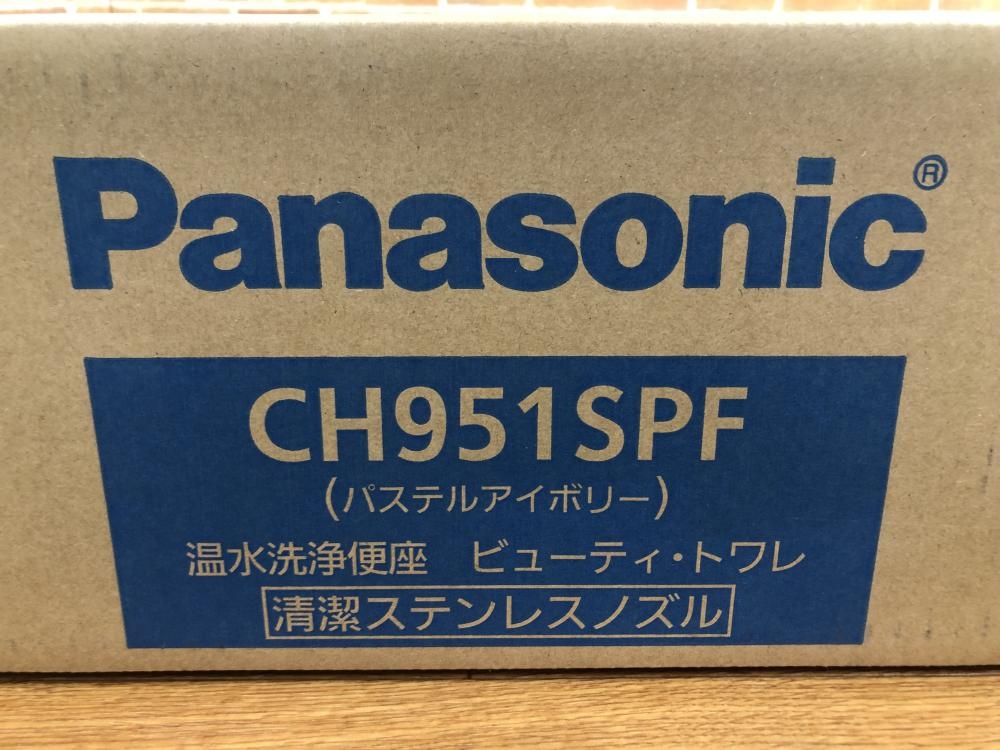 Panasonic®
CH951SPF
(パステルアイボリー)
温水洗浄便座 ビューティ・トワレ
清潔ステンレスノズル